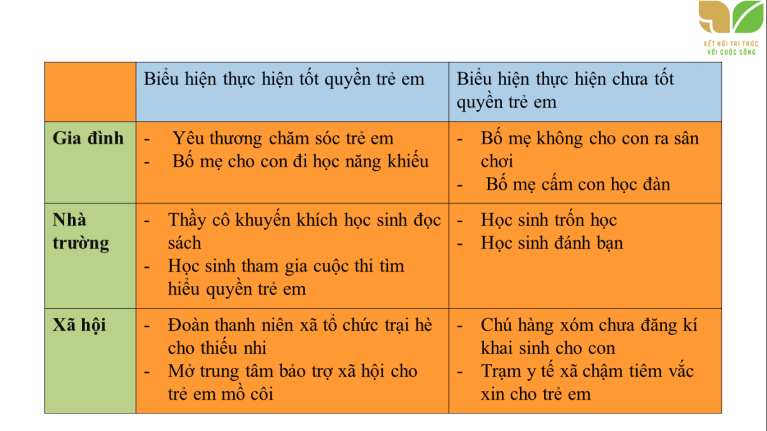 KẾT NỐI TRI THỨC
VỚI CUỘC SỐNG
Biểu hiện thực hiện tốt quyền trẻ em
Biểu hiện thực hiện chưa tốt
quyền trẻ em
Gia đình
- Yêu thương chăm sóc trẻ em
- Bố mẹ cho con đi học năng khiếu
- Bố mẹ không cho con ra sân
chơi
- Bố mẹ cấm con học đàn
Nhà
trường
- Thầy cô khuyến khích học sinh đọc
sách
- Học sinh tham gia cuộc thi tìm
hiểu quyền trẻ em
- Học sinh trốn học
- Học sinh đánh bạn
Xã hội
- Đoàn thanh niên xã tổ chức trại hè
cho thiếu nhi
- Mở trung tâm bảo trợ xã hội cho
trẻ em mồ côi
- Chú hàng xóm chưa đăng kí
khai sinh cho con
- Trạm y tế xã chậm tiêm vắc
xin cho trẻ em